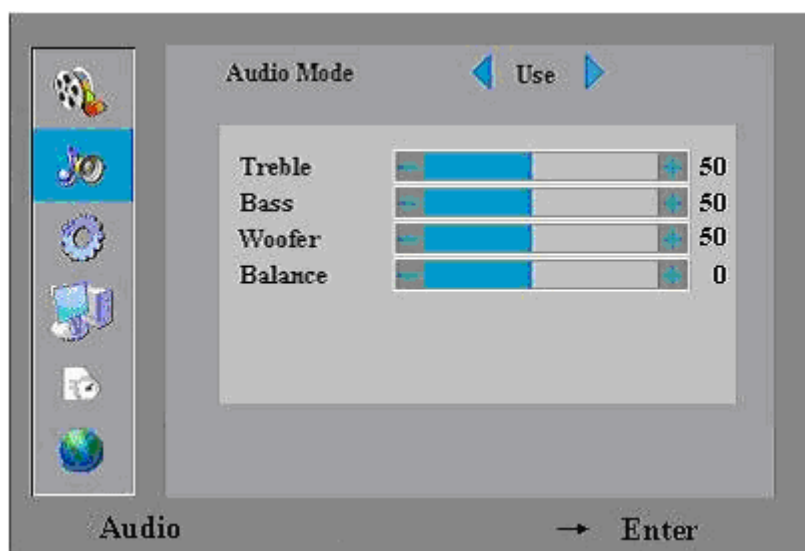 Audio Mode Use
Treble 50
Bass 50
Woofer 50
Balance 0
Audio → Enter